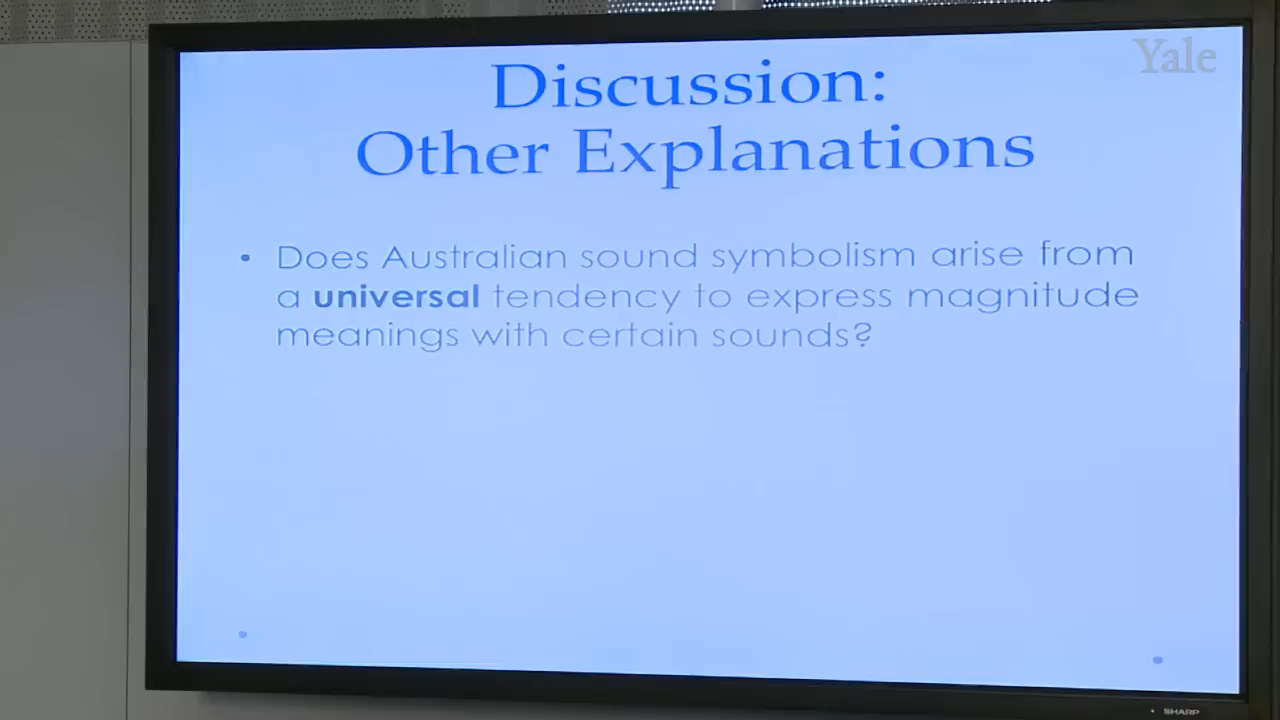 Yale
Discussion:
Other Explanations
• Does Australian sound symbolism arise from
a universal tendency to express magnitude
meanings with certain sounds?
SHARP